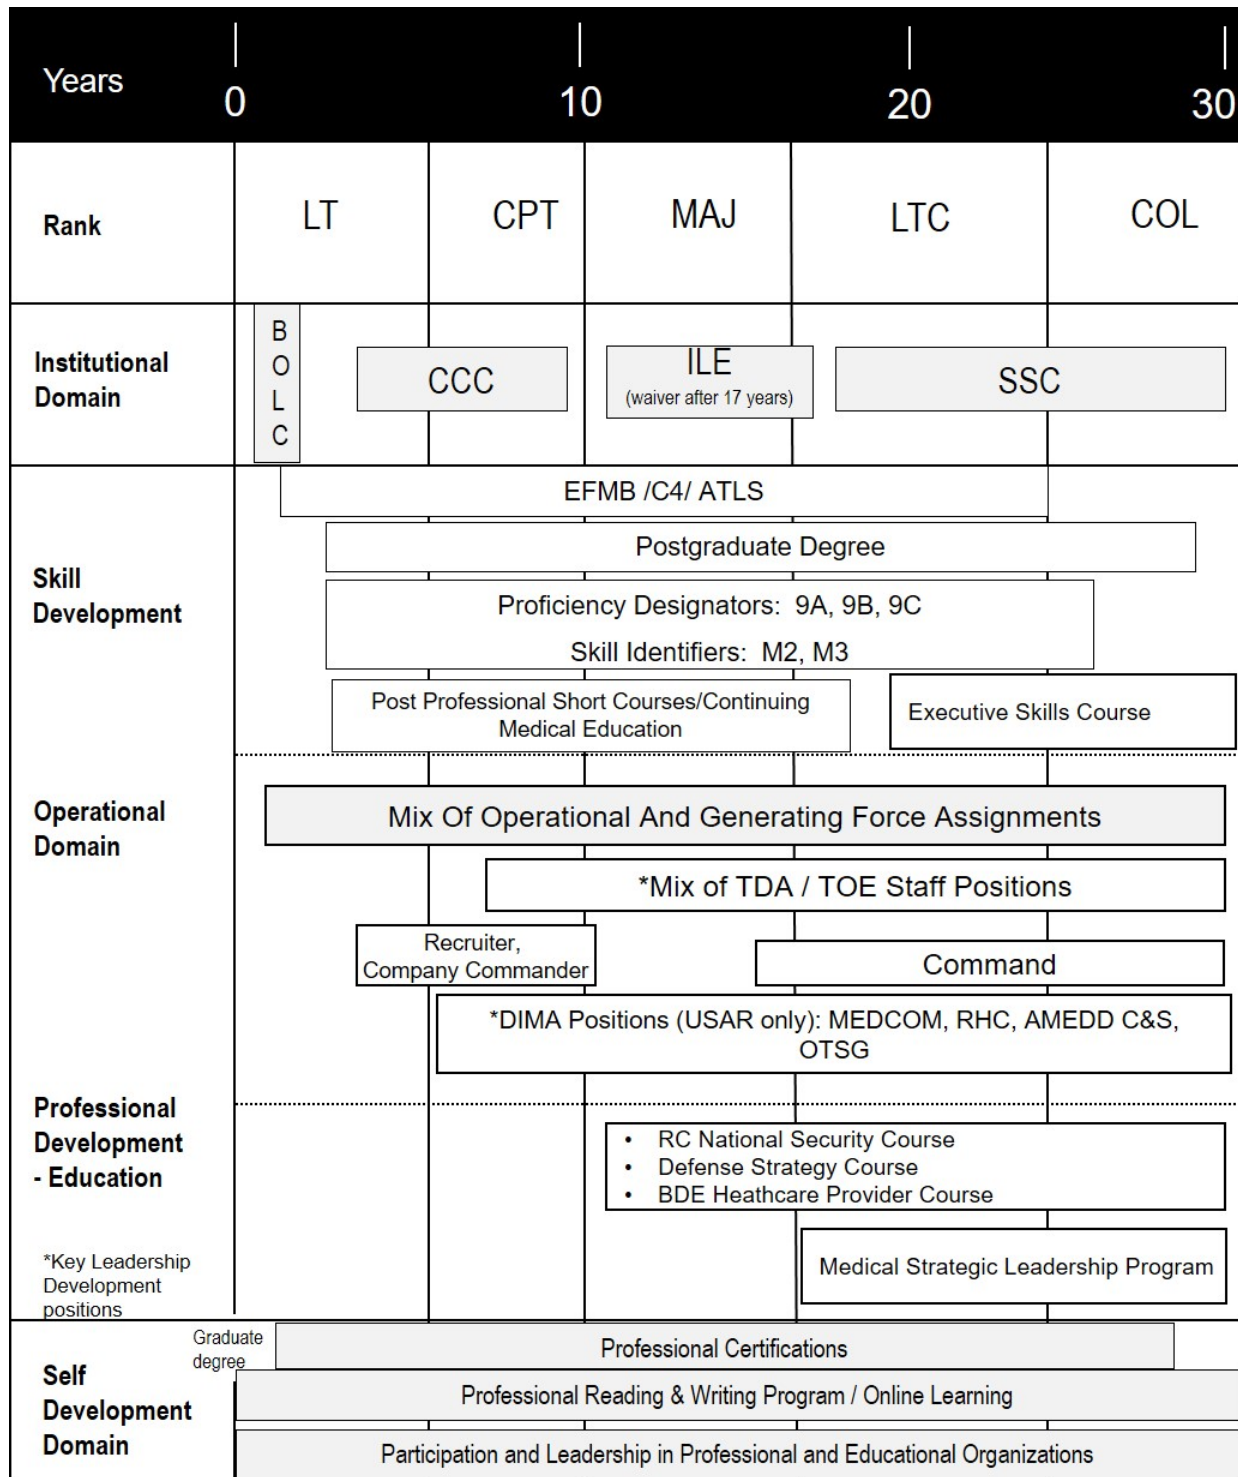 Years
0
10
20
30
Rank
LT
CPT
MAJ
LTC
COL
Institutional
Domain
B
O
L
C
CCC
ILE
(waiver after 17 years)
SSC
Skill
Development
EFMB /C4/ ATLS
Postgraduate Degree
Proficiency Designators: 9A, 9B, 9C
Skill Identifiers: M2, M3
Post Professional Short Courses/Continuing
Medical Education
Executive Skills Course
Operational
Domain
Mix Of Operational And Generating Force Assignments
*Mix of TDA / TOE Staff Positions
Recruiter,
Company Commander
Command
*DIMA Positions (USAR only): MEDCOM, RHC, AMEDD C&S,
OTSG
Professional
Development
- Education
• RC National Security Course
• Defense Strategy Course
• BDE Heathcare Provider Course
Medical Strategic Leadership Program
*Key Leadership
Development
positions
Self
Development
Domain
Graduate
degree
Professional Certifications
Professional Reading & Writing Program / Online Learning
Participation and Leadership in Professional and Educational Organizations